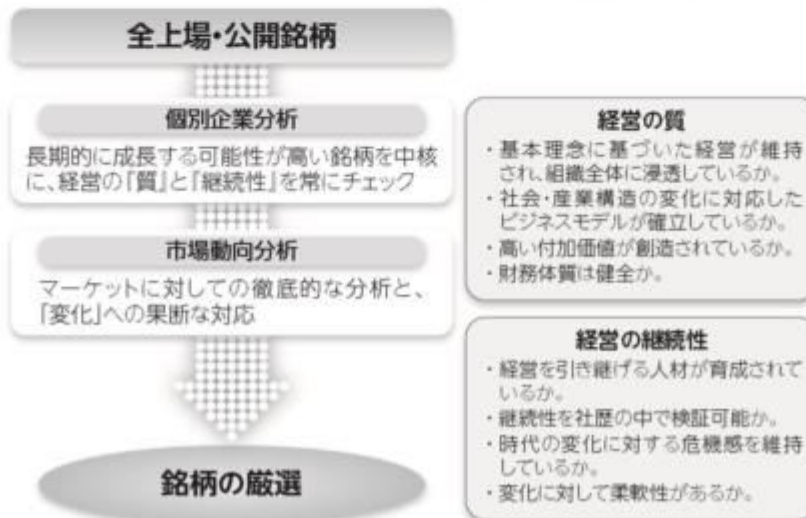 全上場・公開銘柄
個別企業分析
長期的に成長する可能性が高い銘柄を中核
に、経営の『質』と『継続性』を常にチェック
市場動向分析
マーケットに対しての徹底的な分析と、
「変化」への果断な対応
銘柄の厳選
経営の質
・基本理念に基づいた経営が維持
され、組織全体に浸透しているか。
・社会・産業構造の変化に対応した
ビジネスモデルが確立しているか。
・高い付加価値が創造されているか。
・財務体質は健全か。
経営の継続性
・経営を引き継げる人材が育成されて
いるか。
・継続性を社歴の中で検証可能か。
・時代の変化に対する危機感を維持
しているか。
・変化に対して柔軟性があるか。